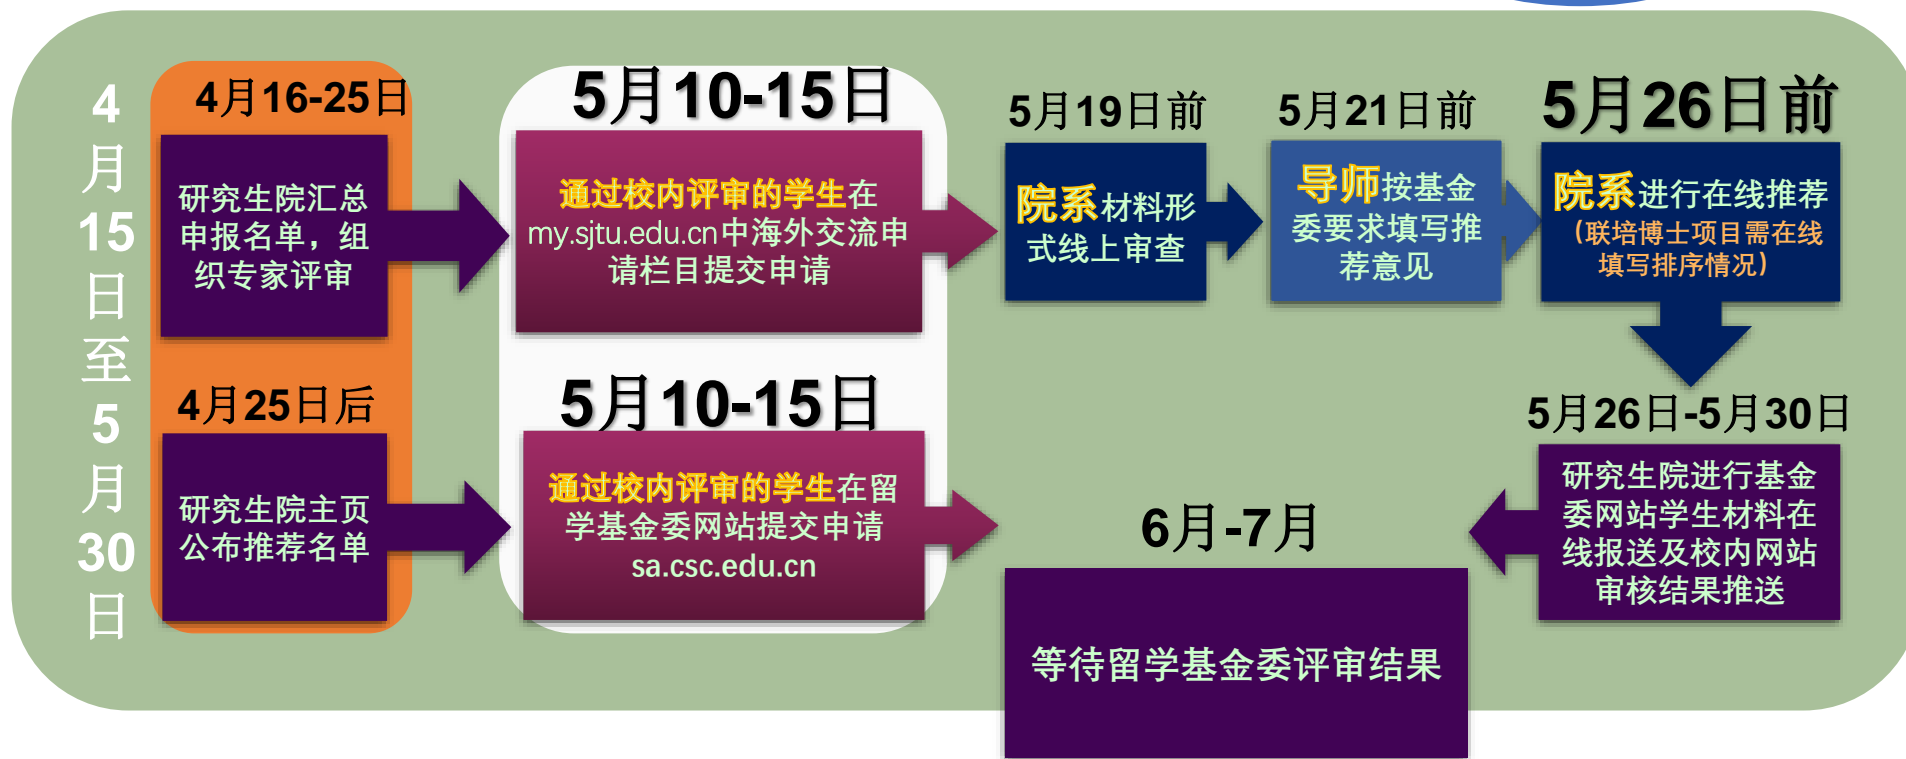 4
月
15
日
至
5
月
30
日
4月16-25日
研究生院汇总
申报名单，组
织专家评审
5月10-15日
通过校内评审的学生在
my.sjtu.edu.cn中海外交流申
请栏目提交申请
5月19日前
院系材料形
式线上审查
5月21日前
导师按基金
委要求填写推
荐意见
5月26日前
院系进行在线推荐
（联培博士项目需在线
填写排序情况）
4月25日后
研究生院主页
公布推荐名单
5月10-15日
通过校内评审的学生在留
学基金委网站提交申请
sa.csc.edu.cn
5月26日-5月30日
研究生院进行基金
委网站学生材料在
线报送及校内网站
审核结果推送
6月-7月
等待留学基金委评审结果